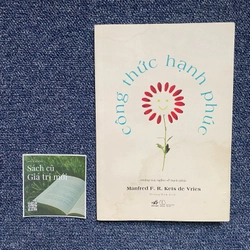 công thức hạnh phúc
Manfred F. R. Kets de Vries
Sách cũ
Giá trị mới